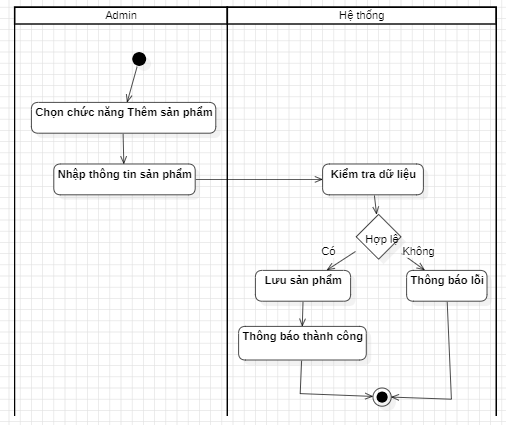 Admin
Hệ thống
Chọn chức năng Thêm sản phẩm
Nhập thông tin sản phẩm
Kiểm tra dữ liệu
Hợp lệ
Có
Không
Lưu sản phẩm
Thông báo lỗi
Thông báo thành công